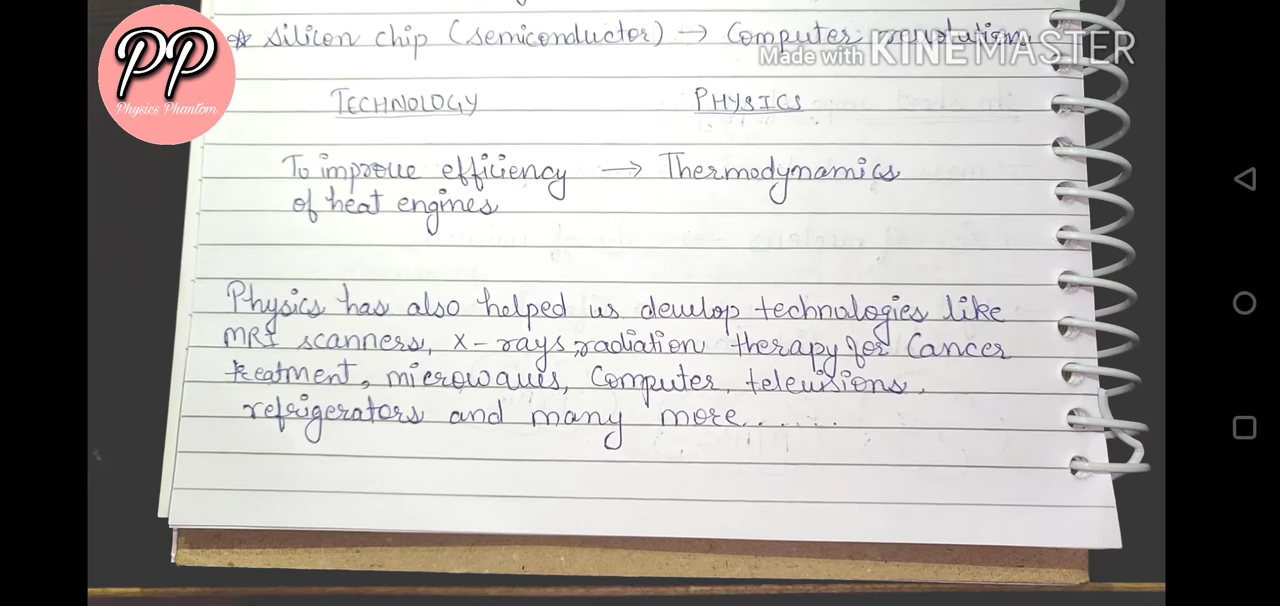 * silicon chip (semiconductor) → Computer revolution
Made with KINEMASTER
PP
Physics Phantom
TECHNOLOGY PHYSICS
To improve efficiency → Thermodynamics
of heat engines
Physics has also helped us develop technologies like
MRI scanners, X-rays, radiation therapy for Cancer
treatment, microwaves, Computer, televisions,
refrigerators and many more......